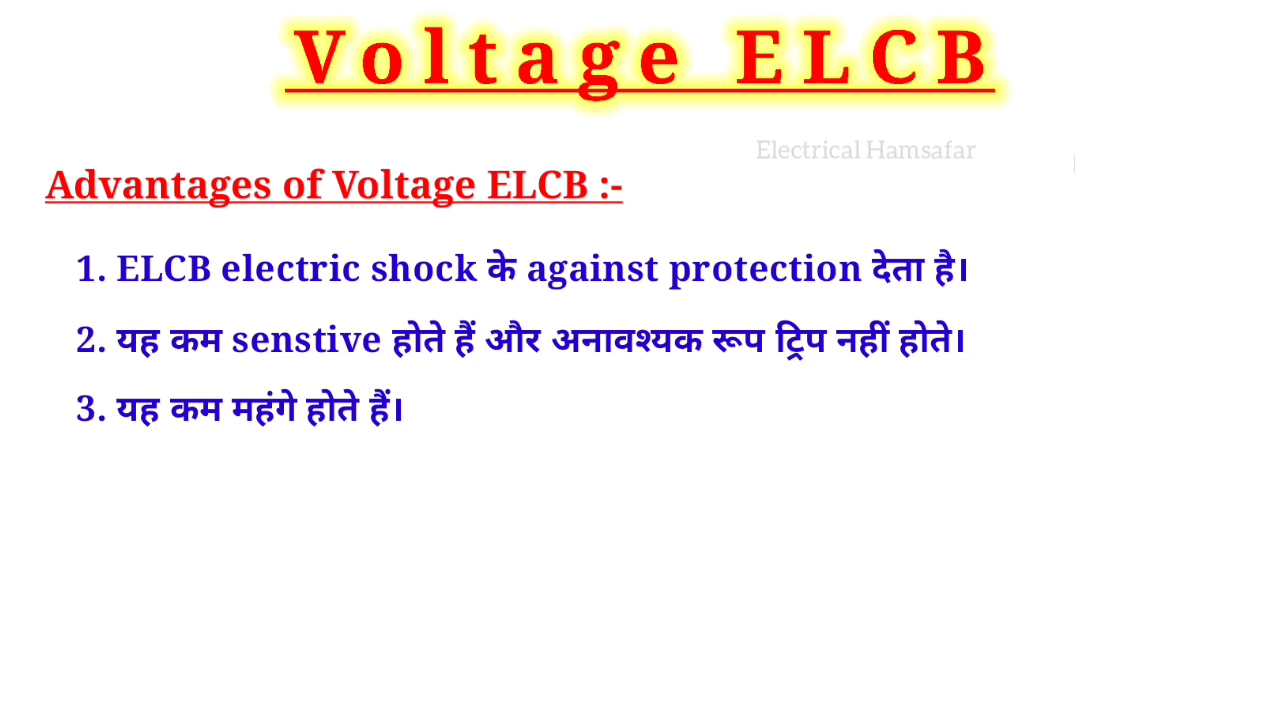 Voltage ELCB
Electrical Hamsafar
Advantages of Voltage ELCB :-
1. ELCB electric shock के against protection देता है।
2. यह कम senstive होते हैं और अनावश्यक रूप ट्रिप नहीं होते।
3. यह कम महंगे होते हैं।